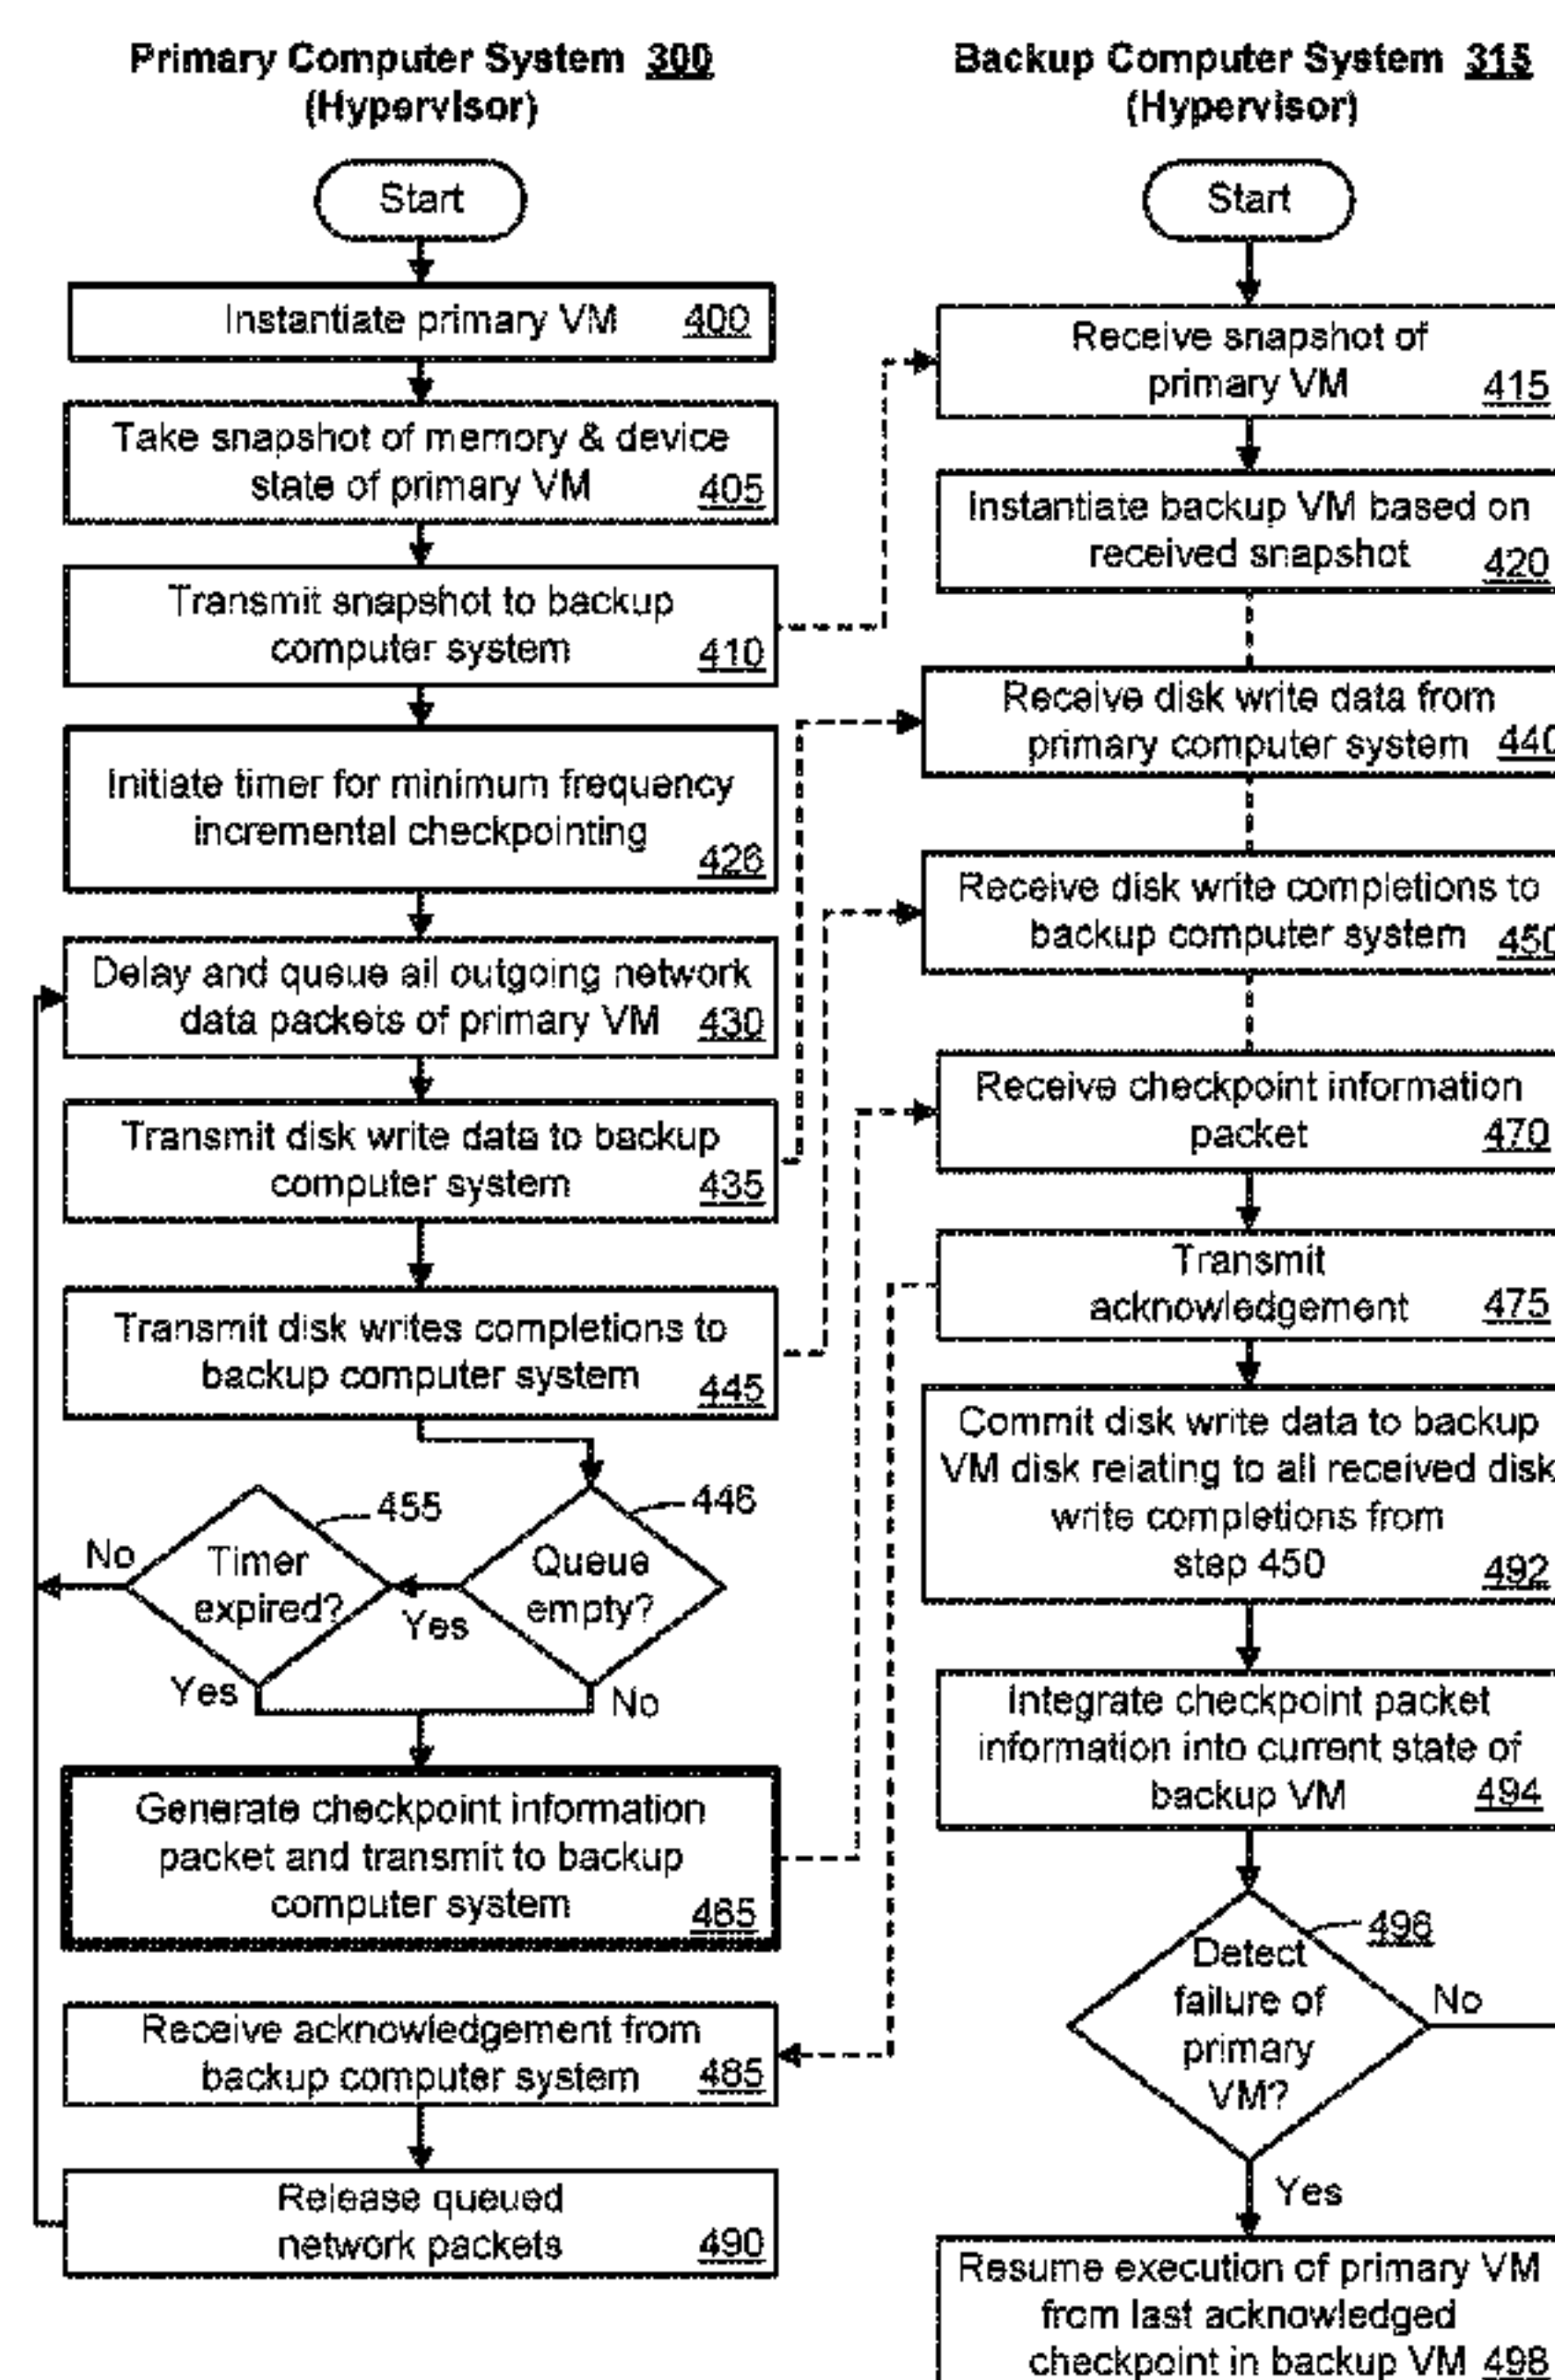 Primary Computer System 300
(Hypervisor)
Start
Instantiate primary VM 400
Take snapshot of memory & device
state of primary VM 405
Transmit snapshot to backup
computer system 410
Initiate timer for minimum frequency
incremental checkpointing
426
Delay and queue all outgoing network
data packets of primary VM 430
Transmit disk write data to backup
computer system 435
Transmit disk writes completions to
backup computer system 445
455
446
No
Timer
expired?
Yes
Queue
empty?
Yes
No
Generate checkpoint information
packet and transmit to backup
computer system 465
Receive acknowledgement from
backup computer system 485
Release queued
network packets 490
Backup Computer System 315
(Hypervisor)
Start
Receive snapshot of
primary VM 415
Instantiate backup VM based on
received snapshot 420
Receive disk write data from
primary computer system 440
Receive disk write completions to
backup computer system 450
Receive checkpoint information
packet 470
Transmit
acknowledgement 475
Commit disk write data to backup
VM disk relating to all received disk
write completions from
step 450 492
Integrate checkpoint packet
information into current state of
backup VM 494
496
Detect
failure of
primary
VM?
No
Yes
Resume execution of primary VM
from last acknowledged
checkpoint in backup VM 498